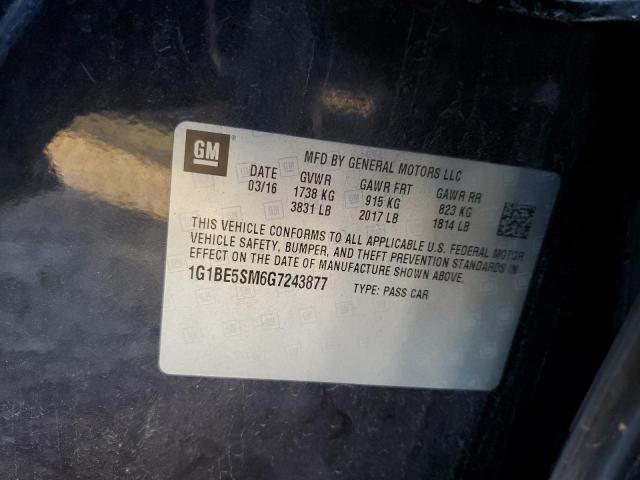 GM®
MFD BY GENERAL MOTORS LLC
DATE GVWR GAWR FRT GAWR RR
03/16 1738 KG 915 KG 823 KG
3831 LB 2017 LB 1814 LB
THIS VEHICLE CONFORMS TO ALL APPLICABLE U.S. FEDERAL MOTOR
VEHICLE SAFETY, BUMPER, AND THEFT PREVENTION STANDARDS IN
EFFECT ON THE DATE OF MANUFACTURE SHOWN ABOVE.
1G1BE5SM6G7243877 TYPE: PASS CAR